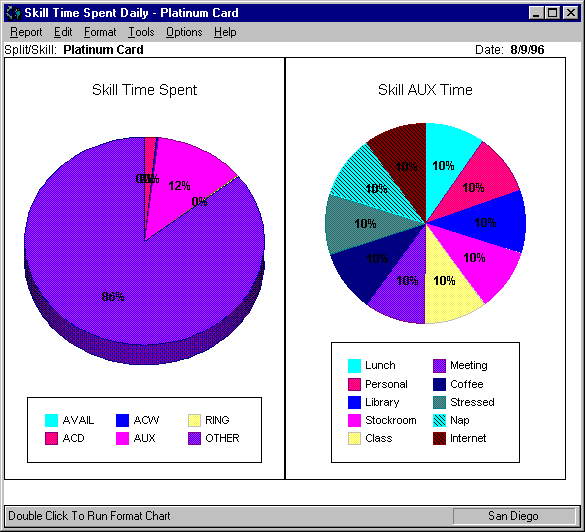 Skill Time Spent Daily - Platinum Card
Report Edit Format Tools Options Help
Split/Skill: Platinum Card Date: 8/9/96
Skill Time Spent
12%
0%
86%
AVAIL ACW RING
ACD AUX OTHER
Skill AUX Time
10% 10%
10% 10%
10% 10%
10% 10%
10% 10%
Lunch Meeting
Personal Coffee
Library Stressed
Stockroom Nap
Class Internet
Double Click To Run Format Chart San Diego